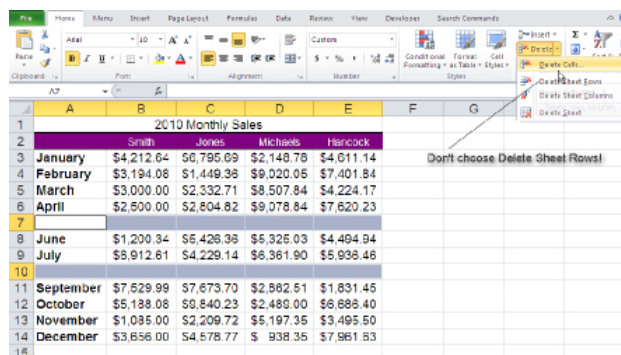 File Home Menu Insert Page Layout Formulas Data Review View Developer Search Commands
Arial 10 A A Custom Insert Σ
Paste B I U A $ % , Conditional Format Cell Delete
Formatting as Table Styles Delete Cells...
Clipboard Font Alignment Number Styles Delete Sheet Rows
A7 fx Delete Sheet Columns
Delete Sheet
A B C D E F G
1 2010 Monthly Sales
2 Smith Jones Michaels Hancock
3 January $4,212.64 $6,795.69 $2,148.78 $4,611.14
Don't choose Delete Sheet Rows!
4 February $3,194.08 $1,449.36 $9,020.05 $7,401.84
5 March $3,000.00 $2,332.71 $8,507.84 $4,224.17
6 April $2,500.00 $2,804.82 $9,078.84 $7,620.23
7
8 June $1,200.34 $5,426.36 $5,325.03 $4,494.94
9 July $8,912.61 $4,229.14 $6,361.90 $5,936.46
10
11 September $7,529.99 $7,673.70 $2,862.51 $1,831.45
12 October $5,188.08 $9,840.23 $2,489.00 $6,686.40
13 November $1,085.00 $2,209.72 $5,197.35 $3,495.50
14 December $3,656.00 $4,578.77 $ 938.35 $7,961.63
15